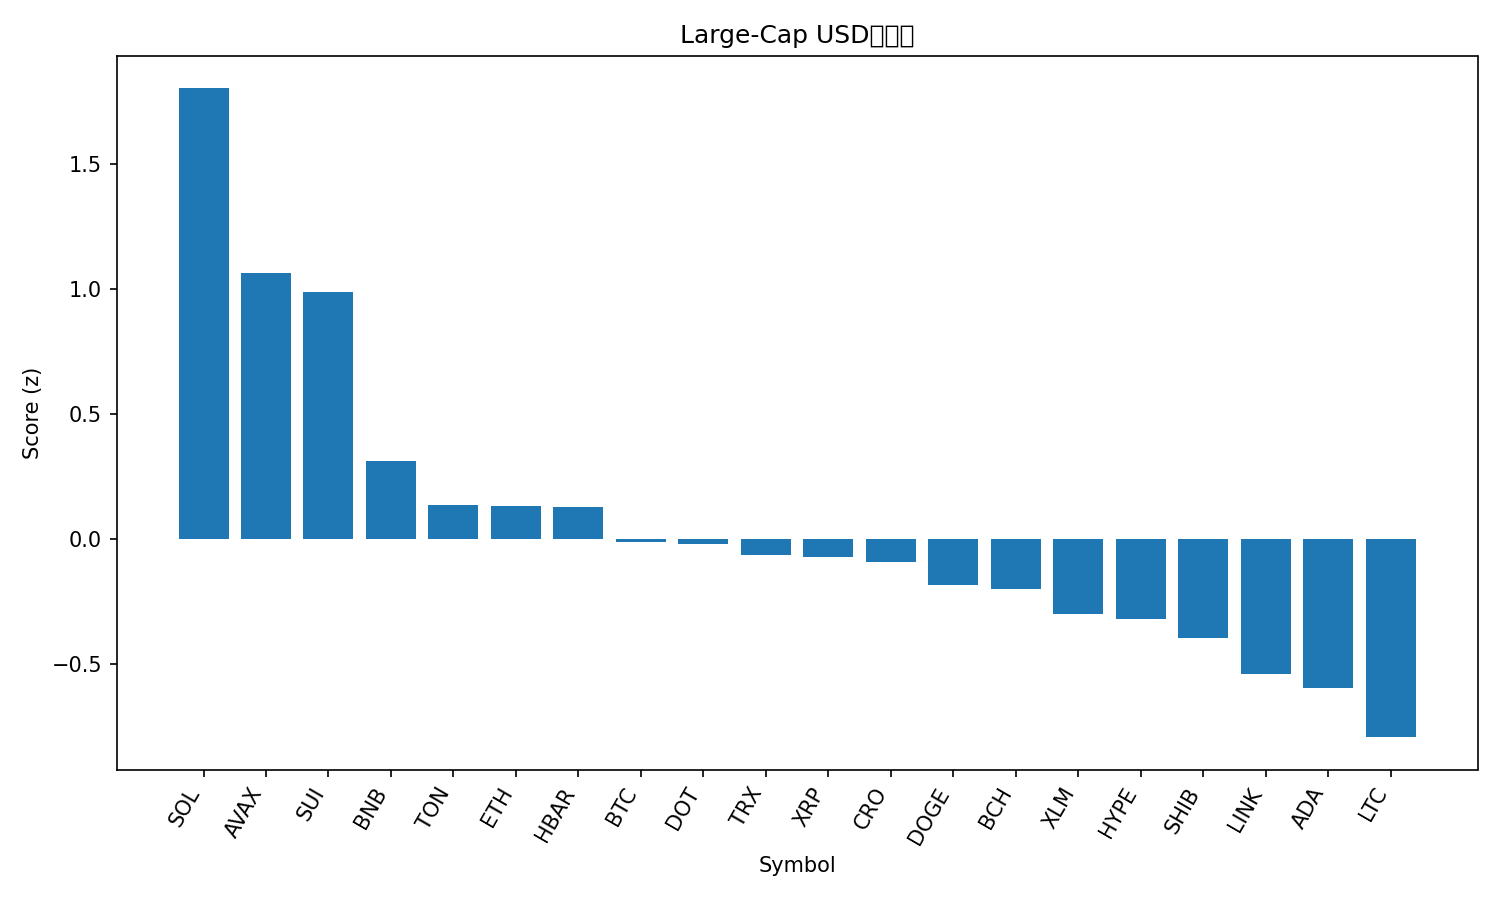 Large-Cap USD
Score (z)
1.5
1.0
0.5
0.0
−0.5
SOL
AVAX
SUI
BNB
TON
ETH
HBAR
BTC
DOT
TRX
XRP
CRO
DOGE
BCH
XLM
HYPE
SHIB
LINK
ADA
LTC
Symbol